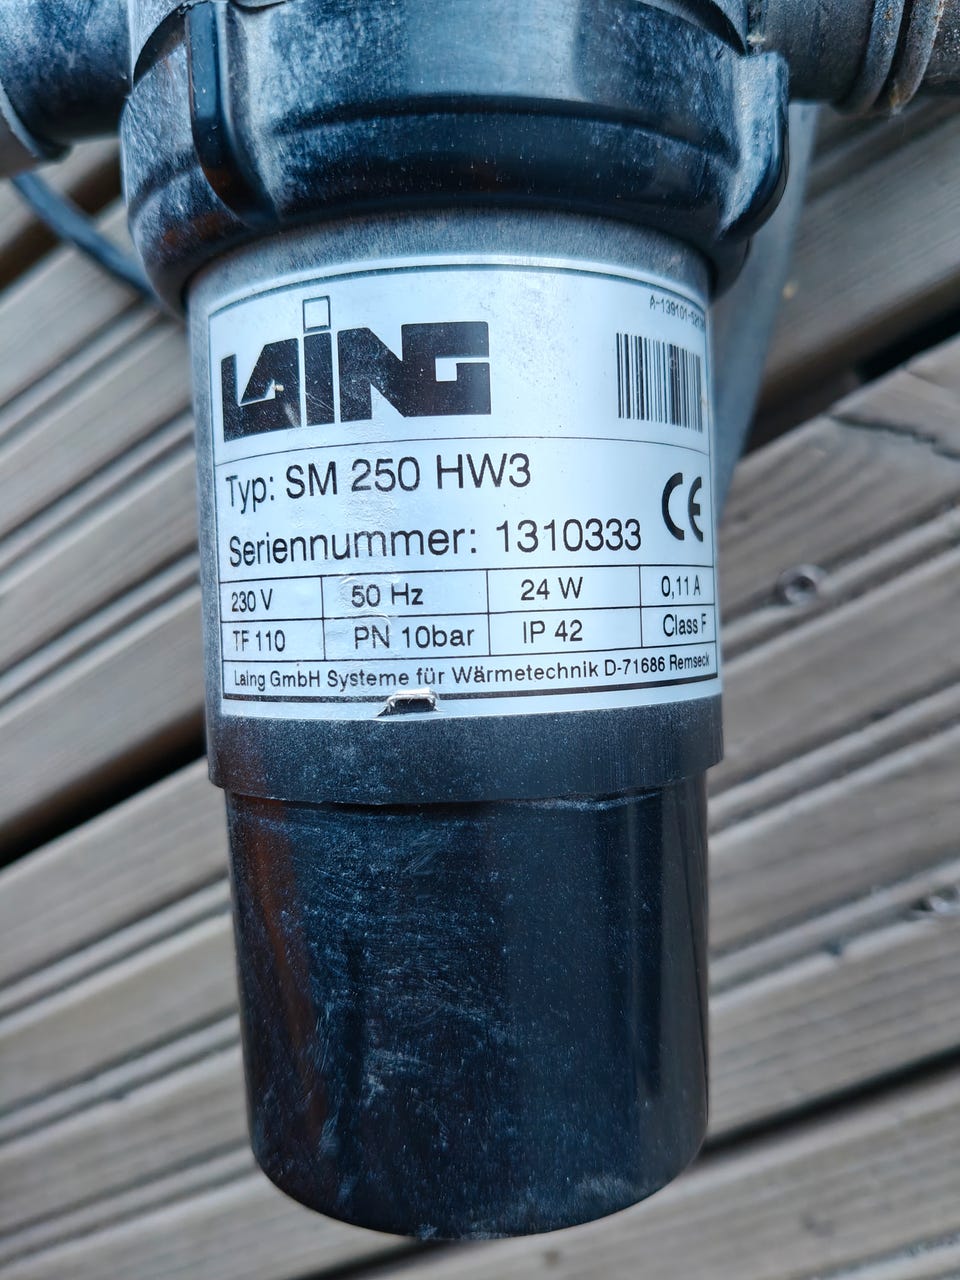 LAING
Typ: SM 250 HW3
Seriennummer: 1310333
CE
230 V 50 Hz 24 W 0,11 A
TF 110 PN 10bar IP 42 Class F
Laing GmbH Systeme für Wärmetechnik D-71686 Remseck